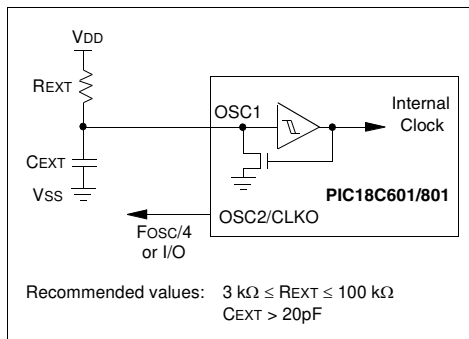 VDD
REXT
OSC1
Internal
Clock
CEXT
VSS
PIC18C601/801
OSC2/CLKO
FOSC/4
or I/O
Recommended values: 3 kΩ ≤ REXT ≤ 100 kΩ
CEXT > 20pF